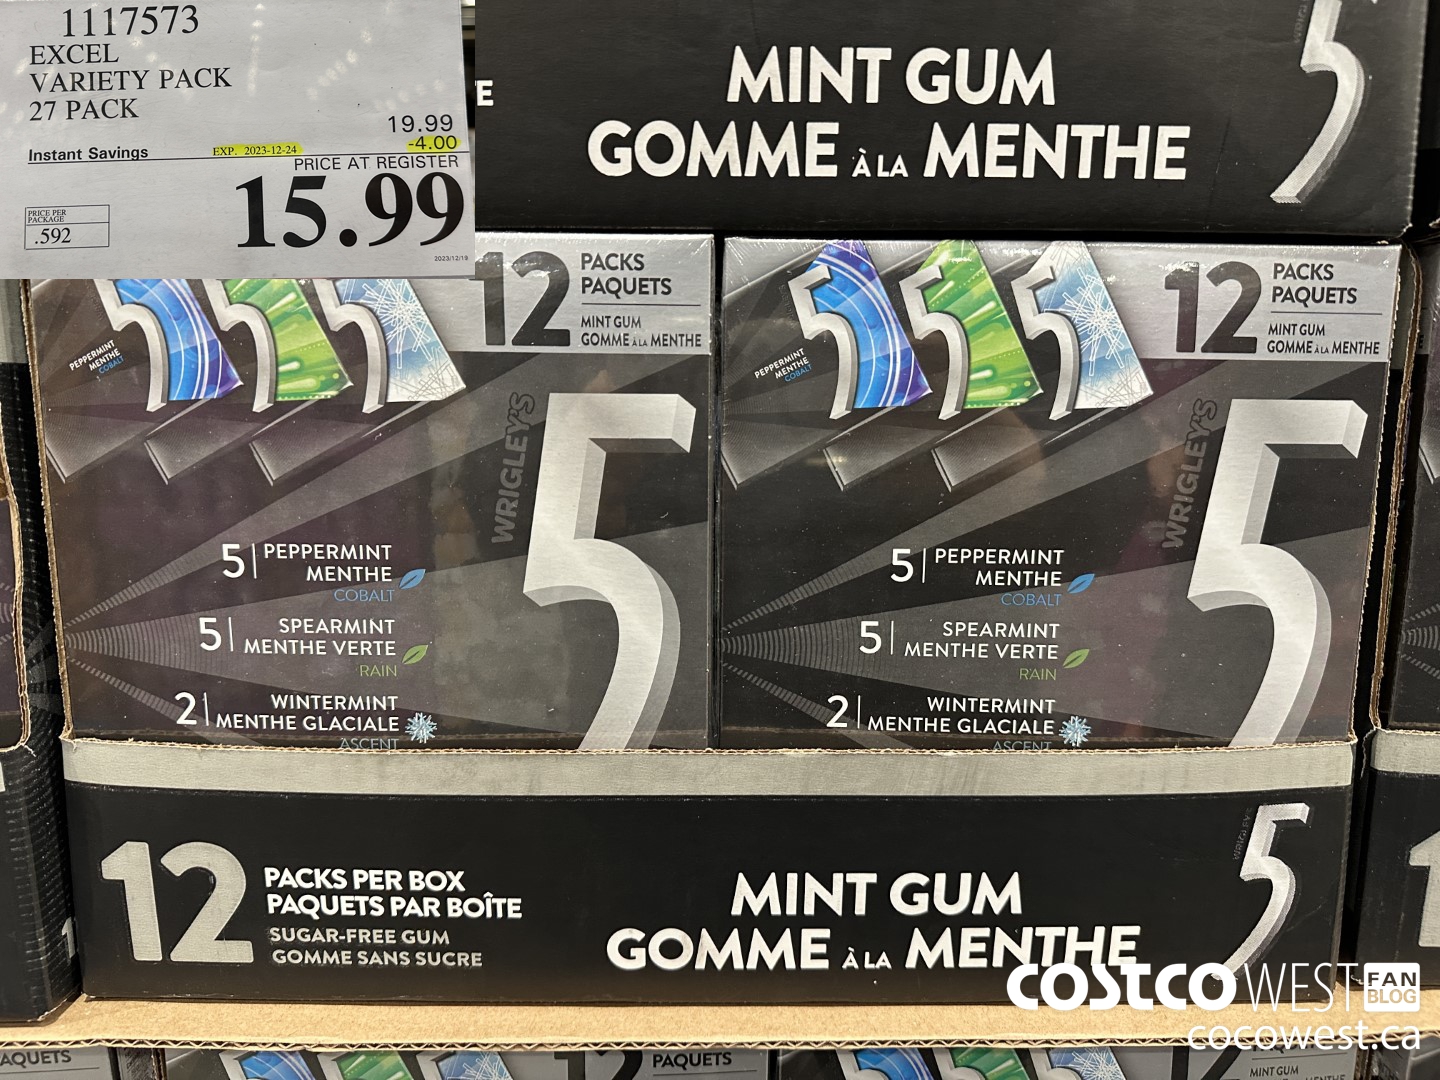 1117573
EXCEL
VARIETY PACK
27 PACK
19.99
Instant Savings EXP. 2023-12-24 -4.00
PRICE AT REGISTER
15.99
PRICE PER
PACKAGE
.592
2023/12/19
E
MINT GUM
GOMME À LA MENTHE
5
12 PACKS
PAQUETS
MINT GUM
GOMME À LA MENTHE
555
PEPPERMINT
MENTHE
COBALT
WRIGLEY'S
5
5 PEPPERMINT
MENTHE
COBALT
5 SPEARMINT
MENTHE VERTE
RAIN
2 WINTERMINT
MENTHE GLACIALE
ASCENT
12 PACKS
PAQUETS
MINT GUM
GOMME À LA MENTHE
555
PEPPERMINT
MENTHE
COBALT
WRIGLEY'S
5
5 PEPPERMINT
MENTHE
COBALT
5 SPEARMINT
MENTHE VERTE
RAIN
2 WINTERMINT
MENTHE GLACIALE
ASCENT
12 PACKS PER BOX
PAQUETS PAR BOÎTE
SUGAR-FREE GUM
GOMME SANS SUCRE
MINT GUM
GOMME À LA MENTHE
WRIGLEY'S
5
COSTCO WEST FAN
BLOG
cocowest.ca
PAQUETS
PAQUETS
MINT GUM